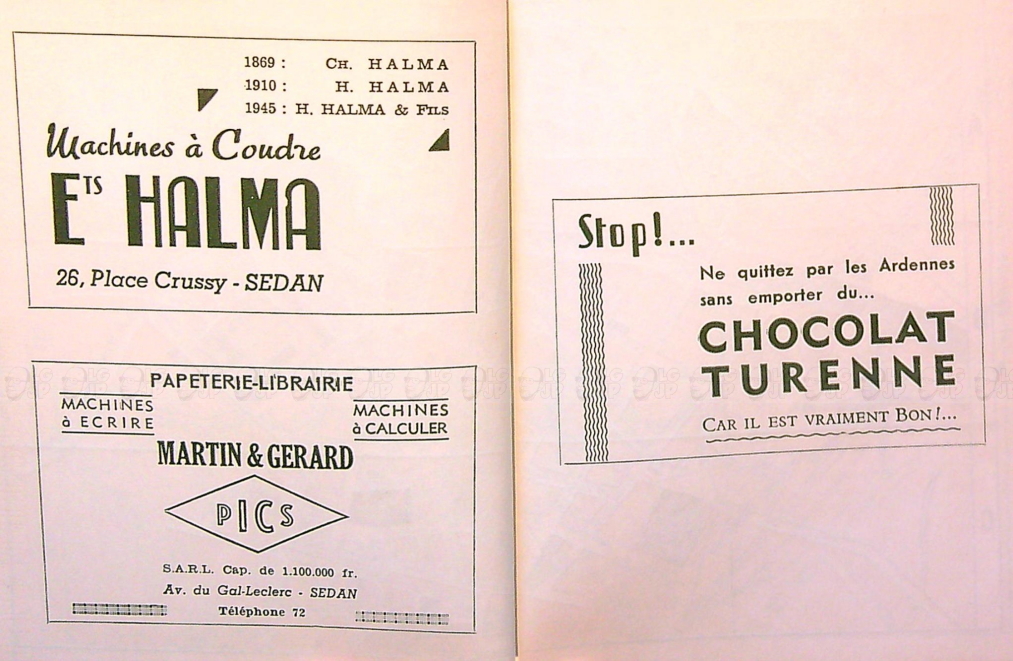 1869 : CH. HALMA
1910 : H. HALMA
1945 : H. HALMA & FILS
Machines à Coudre
ETS HALMA
26, Place Crussy - SEDAN
PAPETERIE-LIBRAIRIE
MACHINES
à ECRIRE
MACHINES
à CALCULER
MARTIN & GERARD
PICS
S.A.R.L. Cap. de 1.100.000 fr.
Av. du Gal-Leclerc - SEDAN
Téléphone 72
Stop!...
Ne quittez par les Ardennes
sans emporter du...
CHOCOLAT
TURENNE
CAR IL EST VRAIMENT BON!...